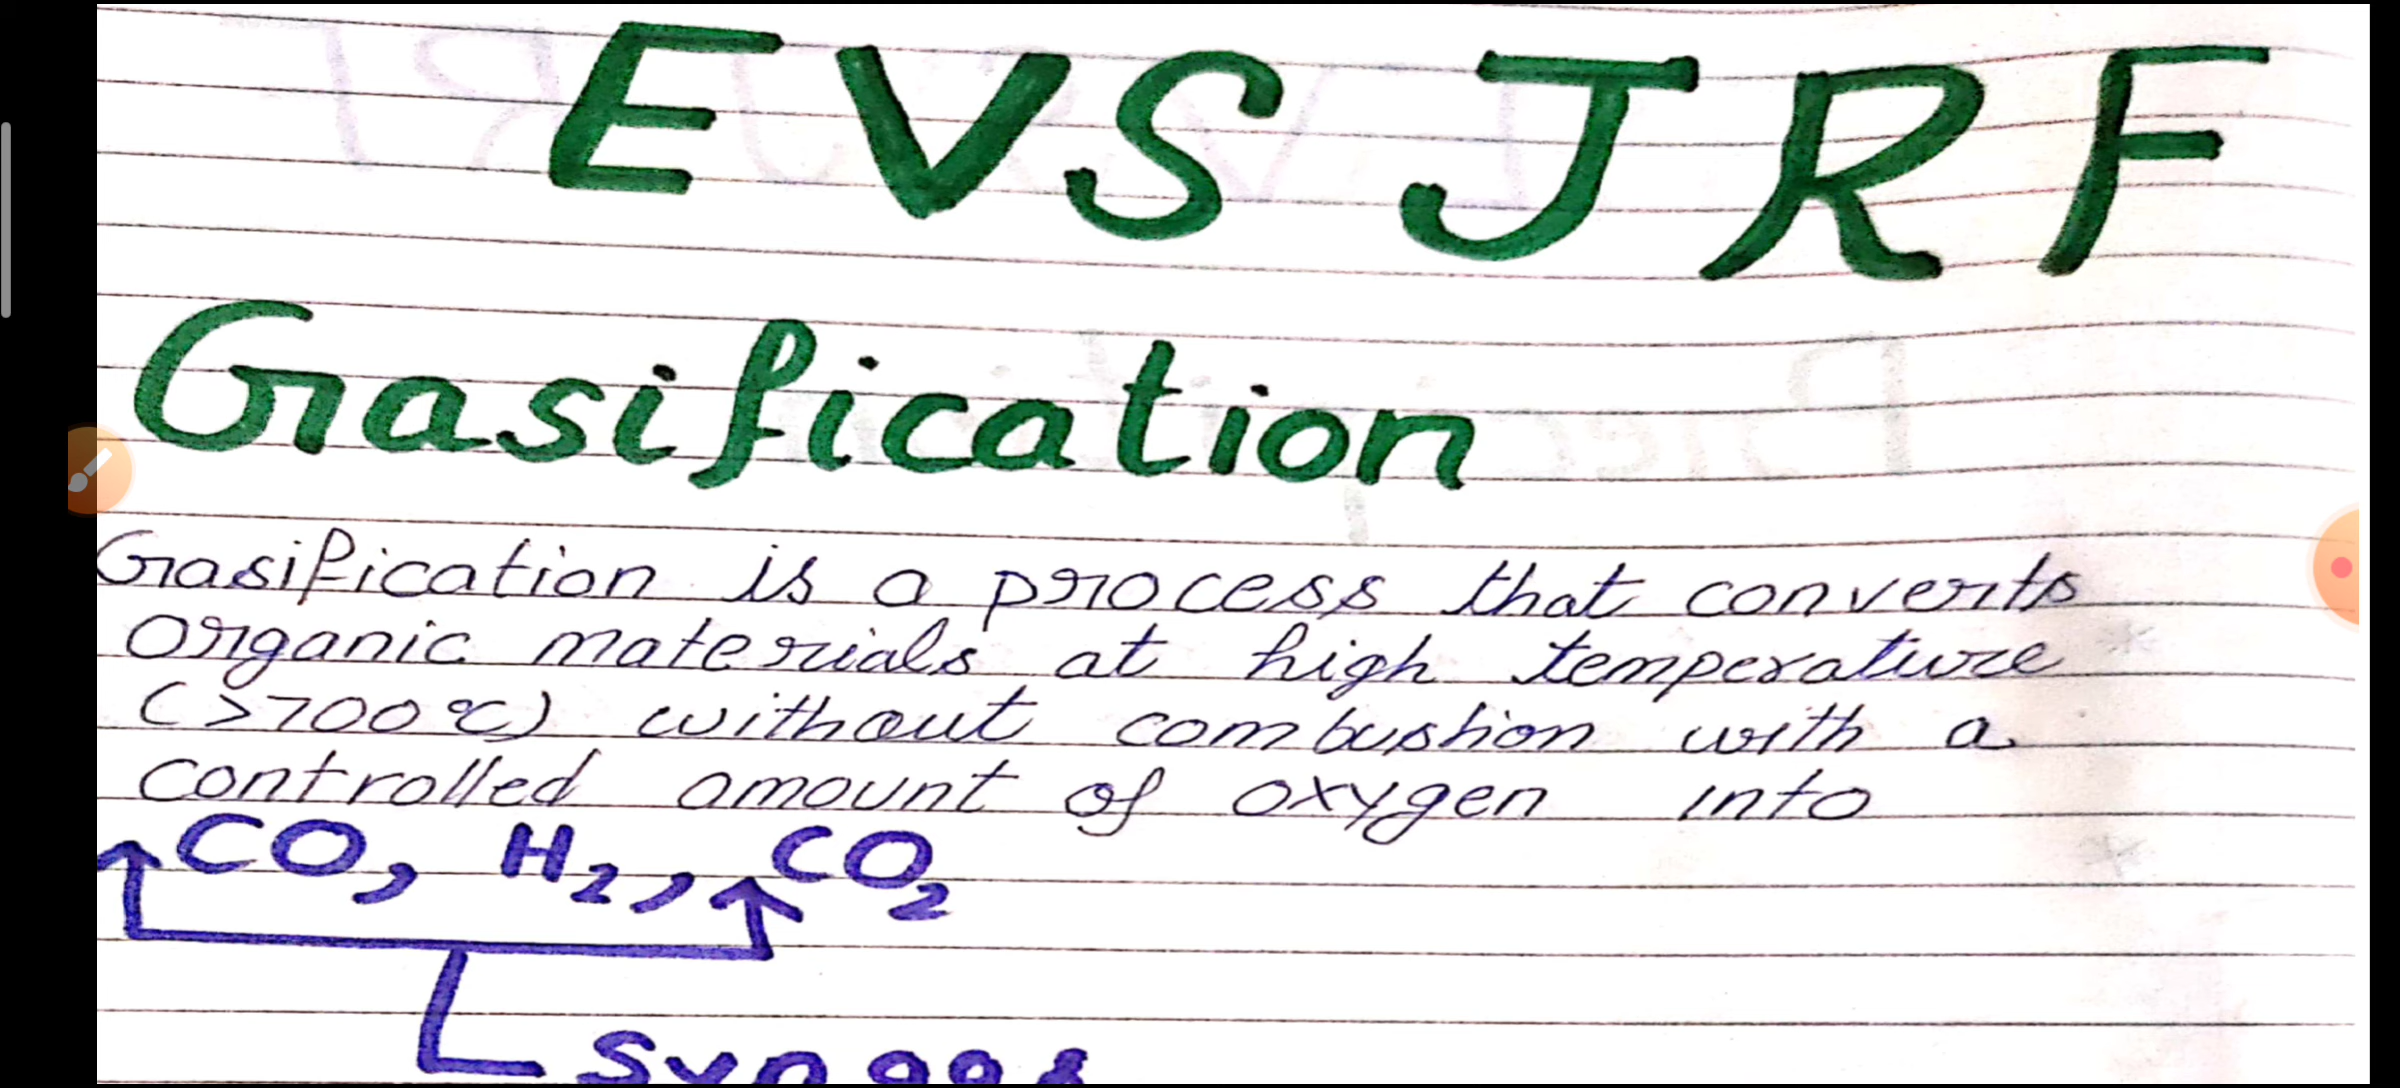 EVS JRF
Gasification
Gasification is a process that converts
organic materials at high temperature
(>700°C) without combustion with a
controlled amount of oxygen into
CO, H₂, CO₂
Syngas